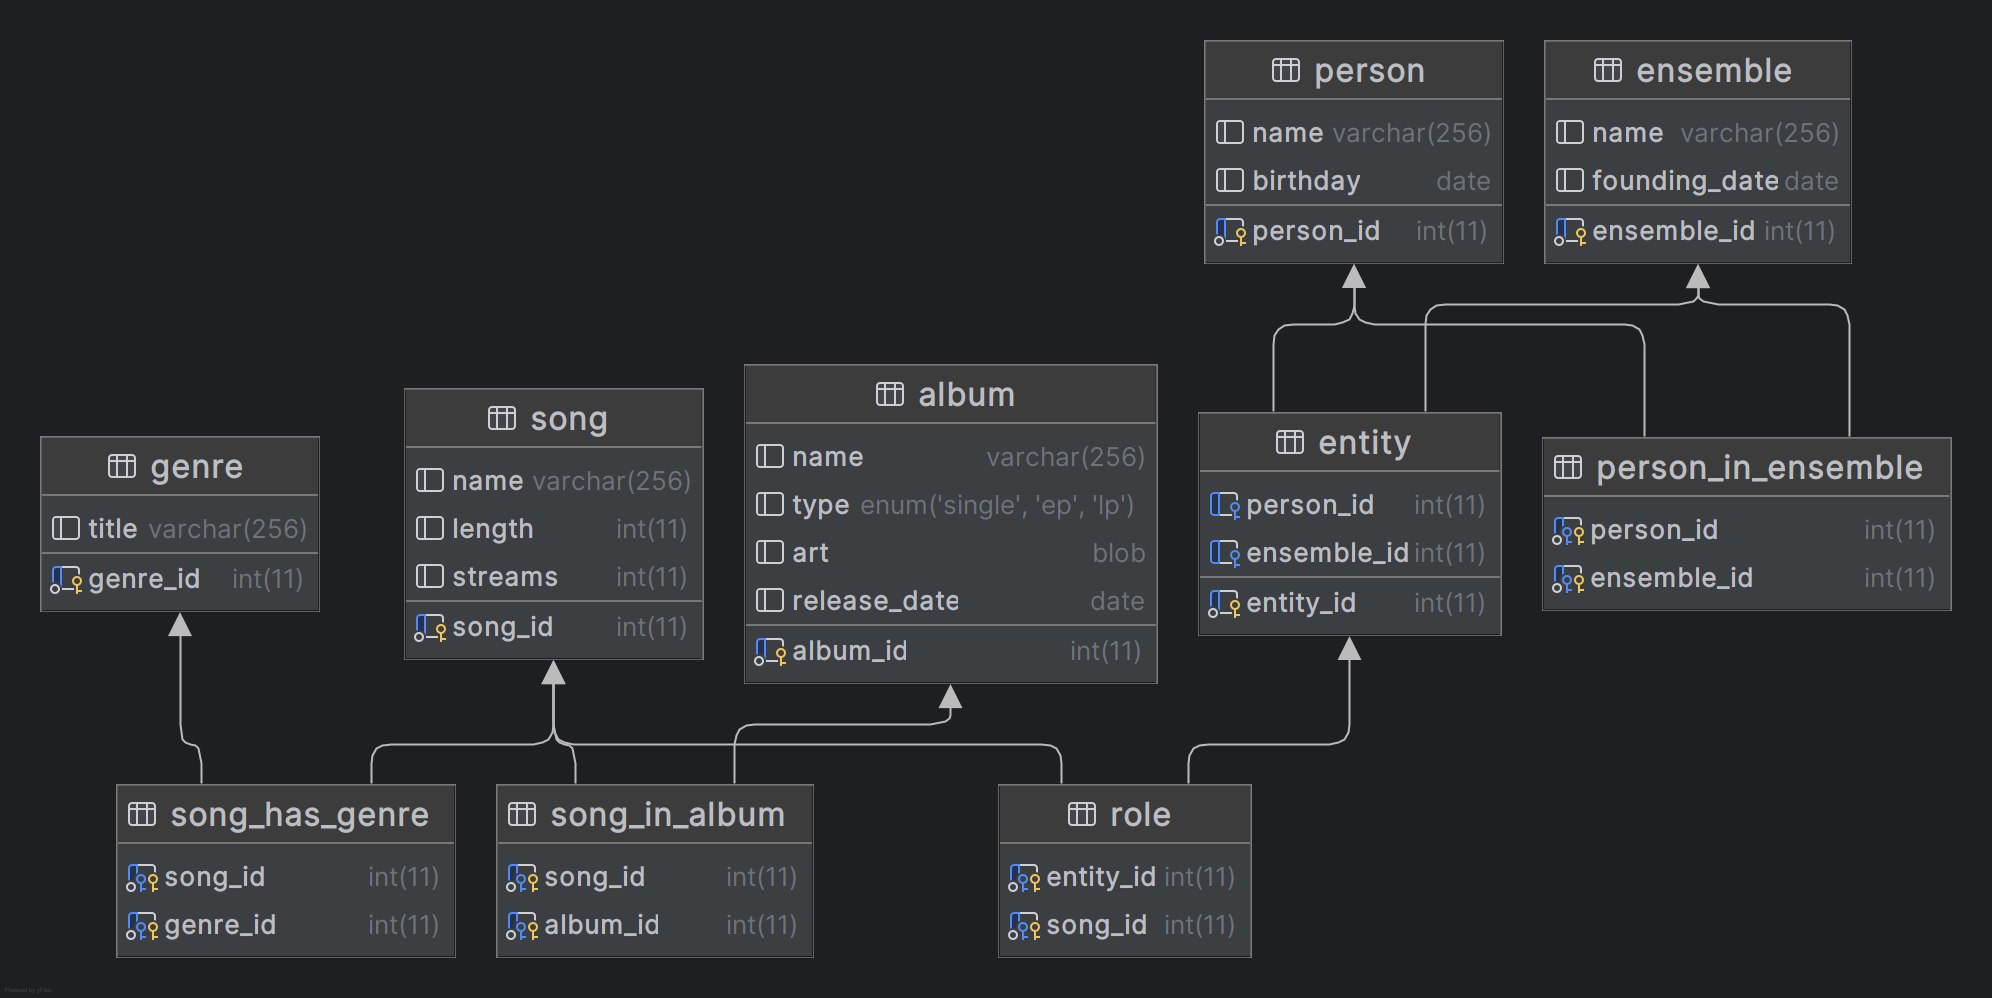 person
name varchar(256)
birthday date
person_id int(11)
ensemble
name varchar(256)
founding_date date
ensemble_id int(11)
genre
title varchar(256)
genre_id int(11)
song
name varchar(256)
length int(11)
streams int(11)
song_id int(11)
album
name varchar(256)
type enum('single', 'ep', 'lp')
art blob
release_date date
album_id int(11)
entity
person_id int(11)
ensemble_id int(11)
entity_id int(11)
person_in_ensemble
person_id int(11)
ensemble_id int(11)
song_has_genre
song_id int(11)
genre_id int(11)
song_in_album
song_id int(11)
album_id int(11)
role
entity_id int(11)
song_id int(11)
Powered by yFiles